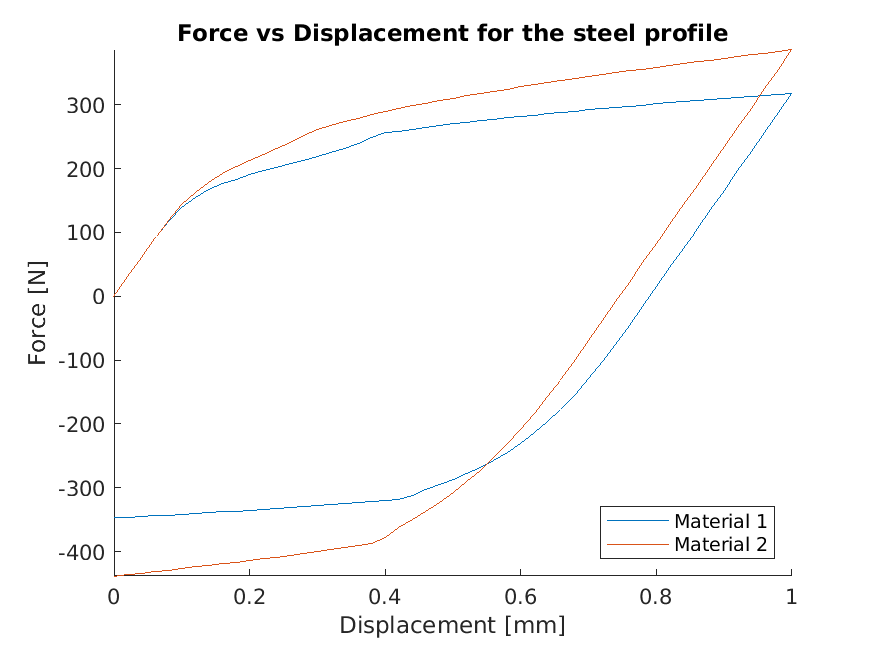 Force vs Displacement for the steel profile
Force [N]
300
200
100
0
-100
-200
-300
-400
0 0.2 0.4 0.6 0.8 1
Displacement [mm]
Material 1
Material 2